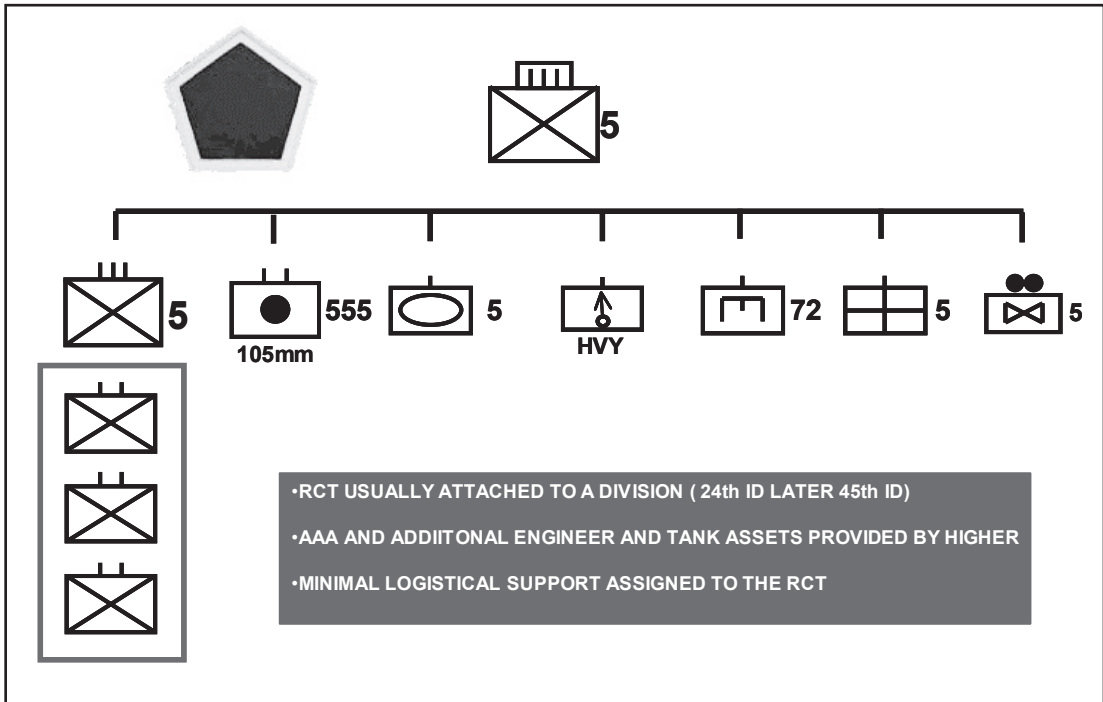 5
5
555
5
72
5
5
105mm
HVY
•RCT USUALLY ATTACHED TO A DIVISION ( 24th ID LATER 45th ID)
•AAA AND ADDIITONAL ENGINEER AND TANK ASSETS PROVIDED BY HIGHER
•MINIMAL LOGISTICAL SUPPORT ASSIGNED TO THE RCT